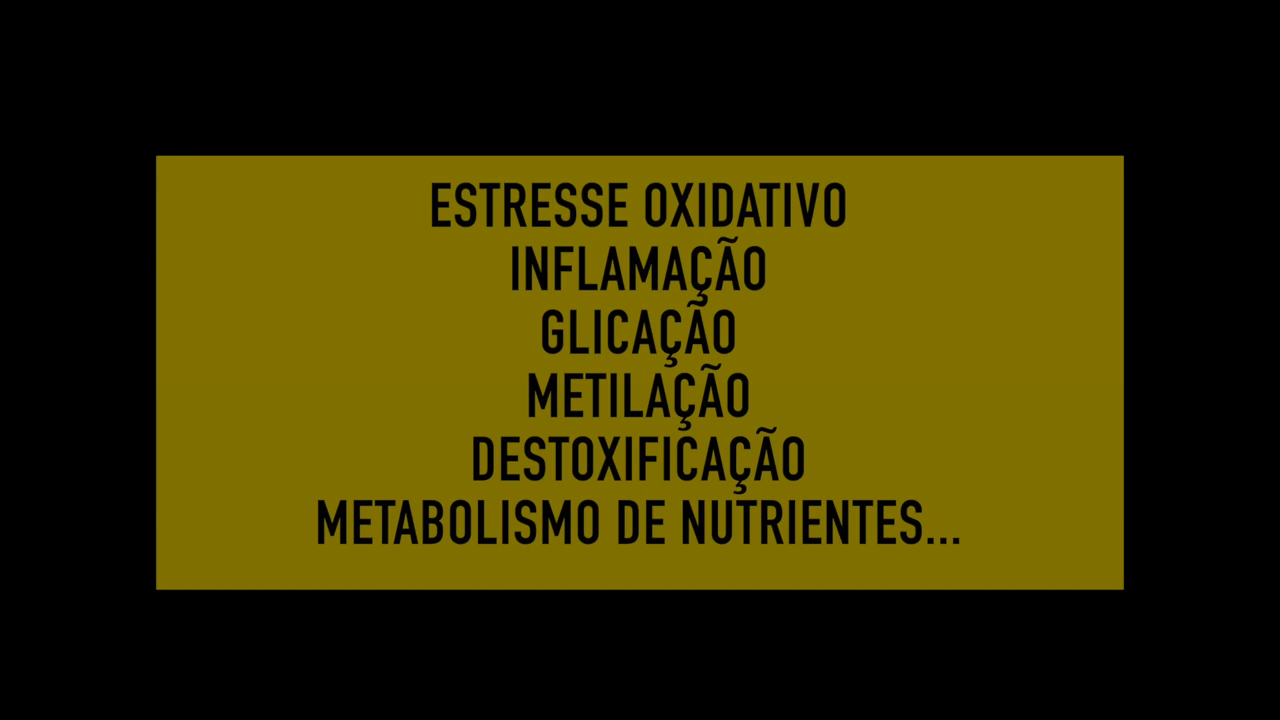 ESTRESSE OXIDATIVO
INFLAMAÇÃO
GLICAÇÃO
METILAÇÃO
DESTOXIFICAÇÃO
METABOLISMO DE NUTRIENTES...